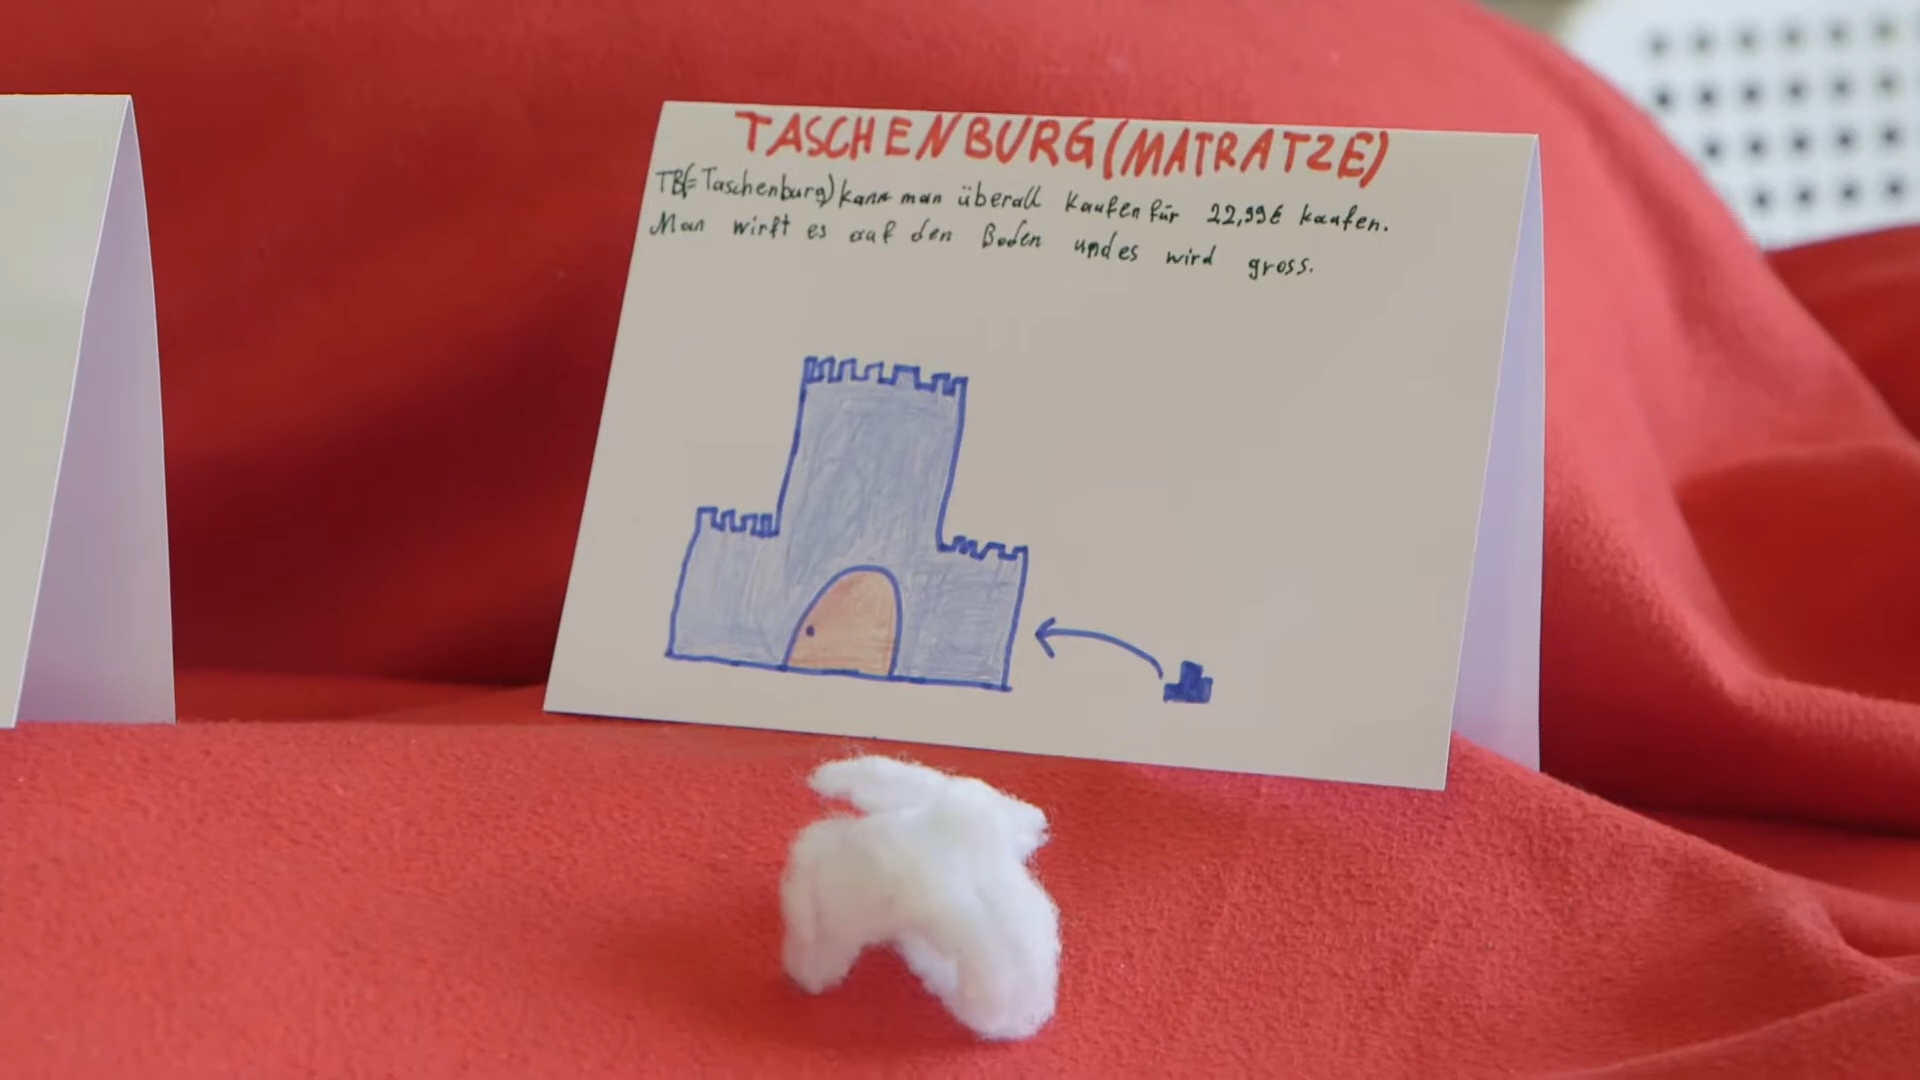 TASCHENBURG(MATRATZE)
TB(=Taschenburg) kann man überall kaufen für 22,99€ kaufen.
Man wirft es auf den Boden und es wird gross.